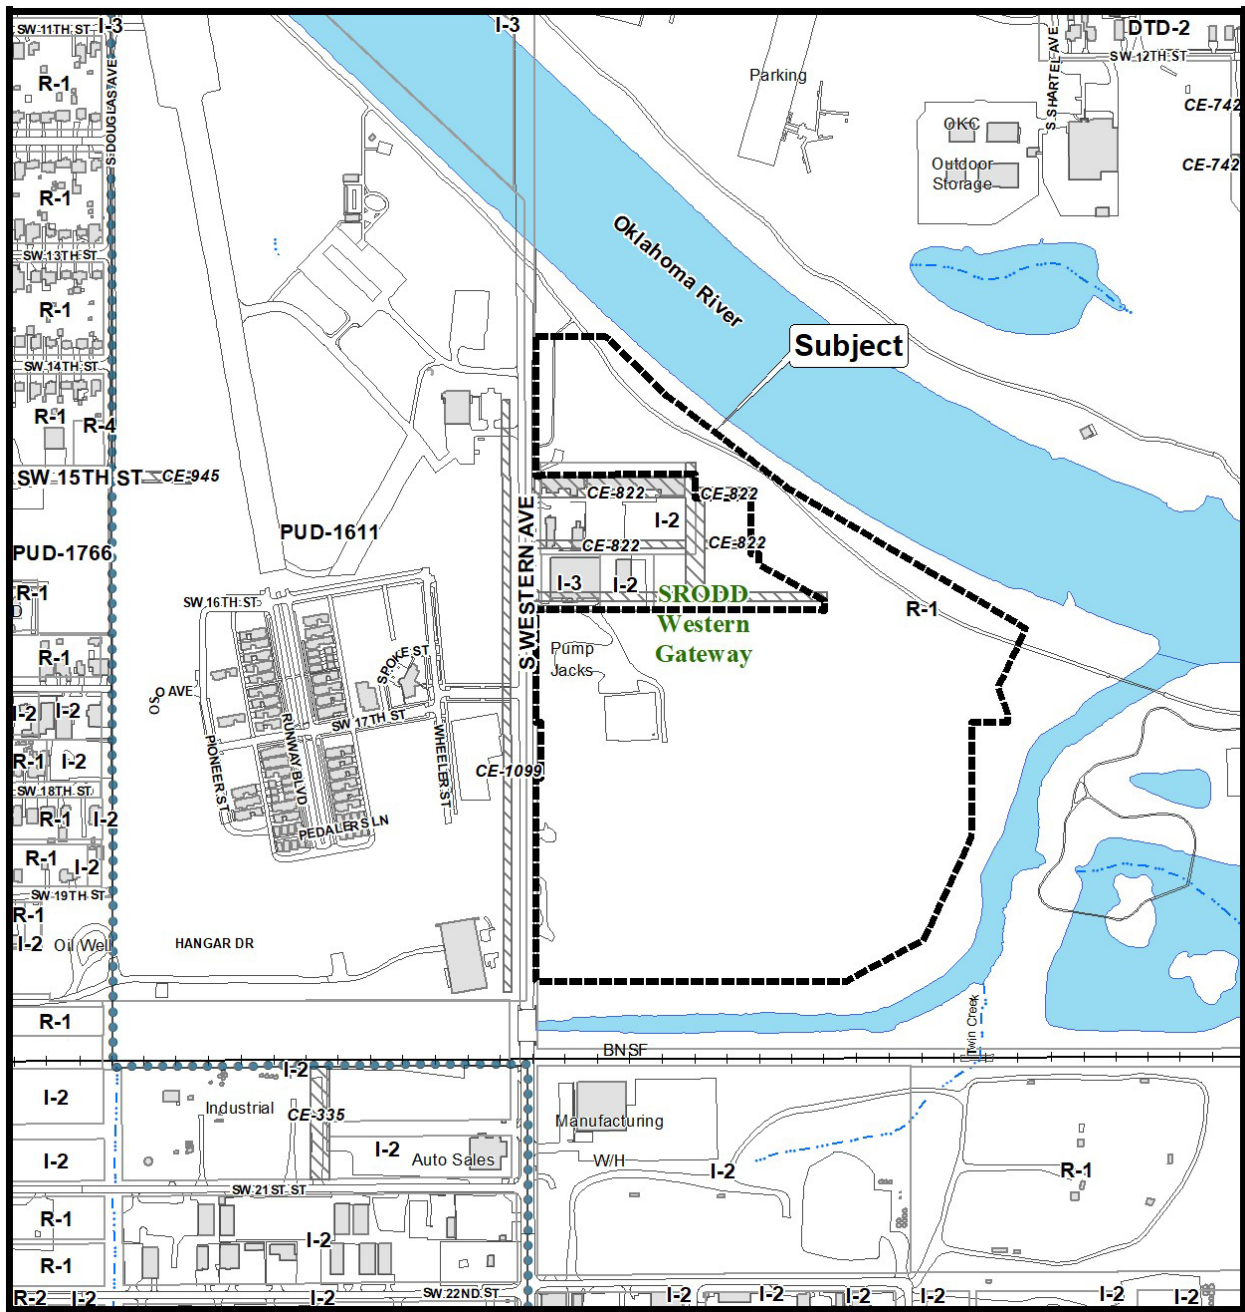 SW 11TH ST
I-3
I-3
DTD-2
R-1
S DOUGLAS AVE
Parking
S SHARTEL AVE
SW 12TH ST
CE-742
OKC
Outdoor
Storage
CE-742
R-1
SW 13TH ST
Oklahoma River
R-1
Subject
SW 14TH ST
R-1
R-4
SW 15TH ST
CE-945
CE-822
CE-822
I-2
S WESTERN AVE
PUD-1611
CE-822
CE-822
PUD-1766
I-3
I-2
R-1
SRODD
Western
Gateway
SW 16TH ST
R-1
D
Pump
Jacks
R-1
SPOKE ST
OSO AVE
I-2
I-2
RUNWAY BLVD
SW 17TH ST
WHEELER ST
PIONEER ST
R-1
I-2
CE-1099
SW 18TH ST
R-1
I-2
PEDALERS LN
R-1
I-2
SW 19TH ST
R-1
I-2
Oil Well
HANGAR DR
R-1
Twin Creek
BNSF
I-2
I-2
Industrial
CE-335
Manufacturing
I-2
I-2
Auto Sales
W/H
I-2
R-1
SW 21ST ST
R-1
I-2
R-1
R-2
I-2
I-2
SW 22ND ST
I-2
I-2
I-2
I-2
I-2
I-2